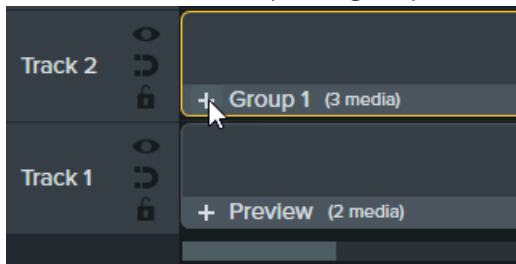 Track 2
+ Group 1 (3 media)
Track 1
+ Preview (2 media)